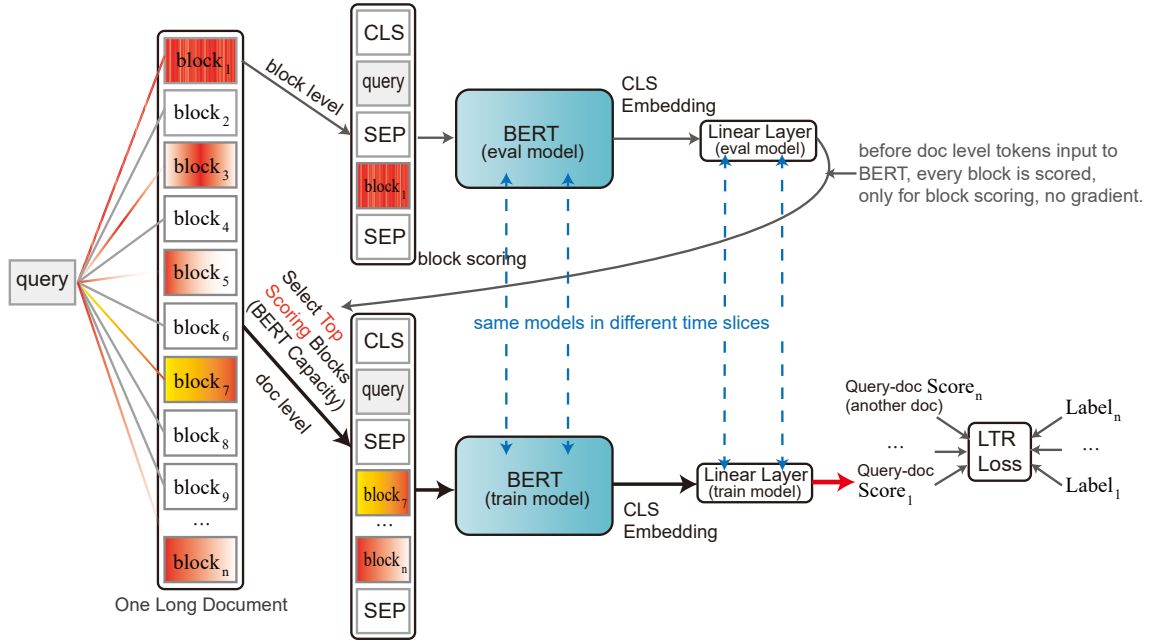 query
block1
block2
block3
block4
block5
block6
block7
block8
block9
...
blockn
One Long Document
block level
CLS
query
SEP
block1
SEP
BERT
(eval model)
CLS
Embedding
Linear Layer
(eval model)
before doc level tokens input to
BERT, every block is scored,
only for block scoring, no gradient.
block scoring
Select Top
Scoring Blocks
(BERT Capacity)
doc level
same models in different time slices
CLS
query
SEP
block7
...
blockn
SEP
BERT
(train model)
CLS
Embedding
Linear Layer
(train model)
Query-doc Scoren
(another doc)
...
Query-doc
Score1
LTR
Loss
Labeln
...
Label1